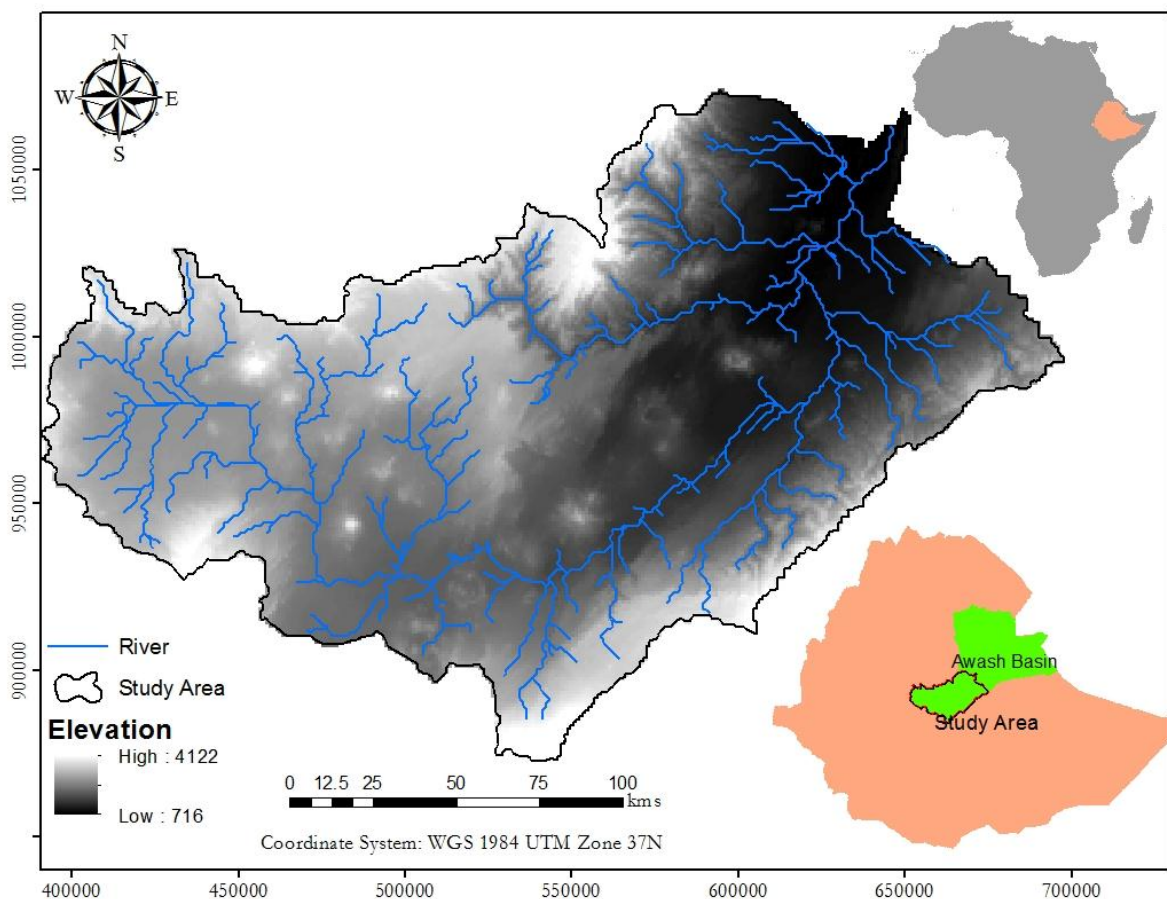 N
W E
S
1050000
1000000
950000
900000
River
Study Area
Elevation
High : 4122
Low : 716
0 12.5 25 50 75 100
kms
Coordinate System: WGS 1984 UTM Zone 37N
Awash Basin
Study Area
400000 450000 500000 550000 600000 650000 700000